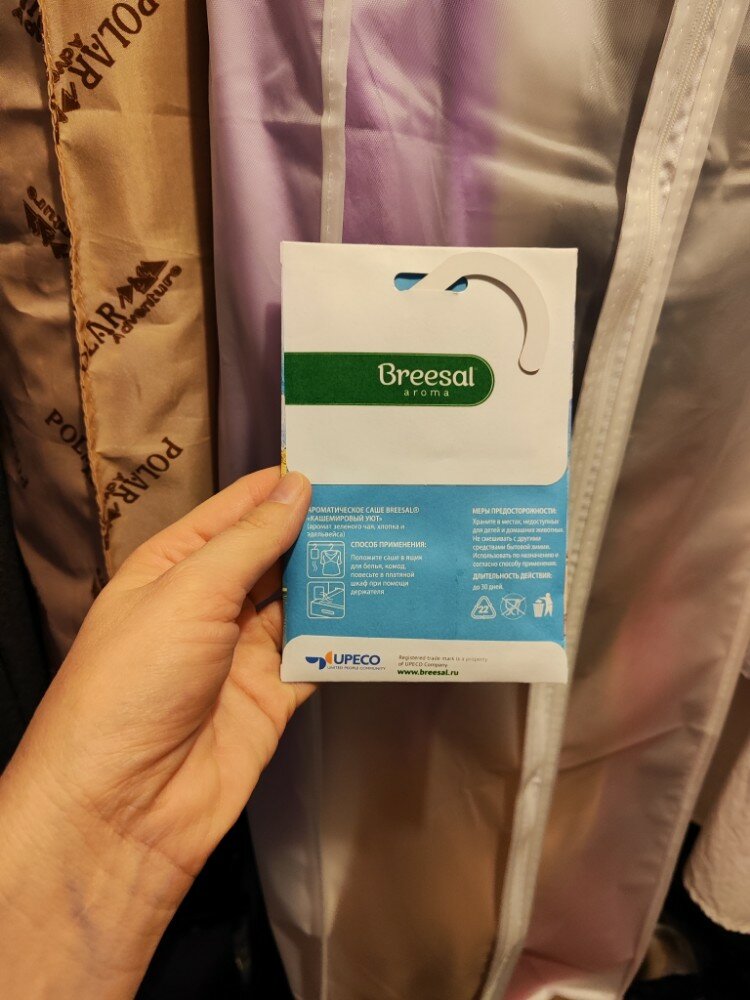 POLAR
Adventure
Adventure
POLAR
Adventure
POLAR
POLAR
Breesal
aroma
АРОМАТИЧЕСКОЕ САШЕ BREESAL®
«КАШЕМИРОВЫЙ УЮТ»
(аромат зеленого чая, хлопка и
эдельвейса)
СПОСОБ ПРИМЕНЕНИЯ:
Положите саше в ящик
для белья, комод,
повесьте в платяной
шкаф при помощи
держателя
МЕРЫ ПРЕДОСТОРОЖНОСТИ:
Храните в местах, недоступных
для детей и домашних животных.
Не смешивать с другими
средствами бытовой химии.
Использовать по назначению и
согласно способу применения.
ДЛИТЕЛЬНОСТЬ ДЕЙСТВИЯ:
до 30 дней.
22
UPECO
UNITED PEOPLE COMMUNITY
Registered trade mark is a property
of UPECO Company
www.breesal.ru